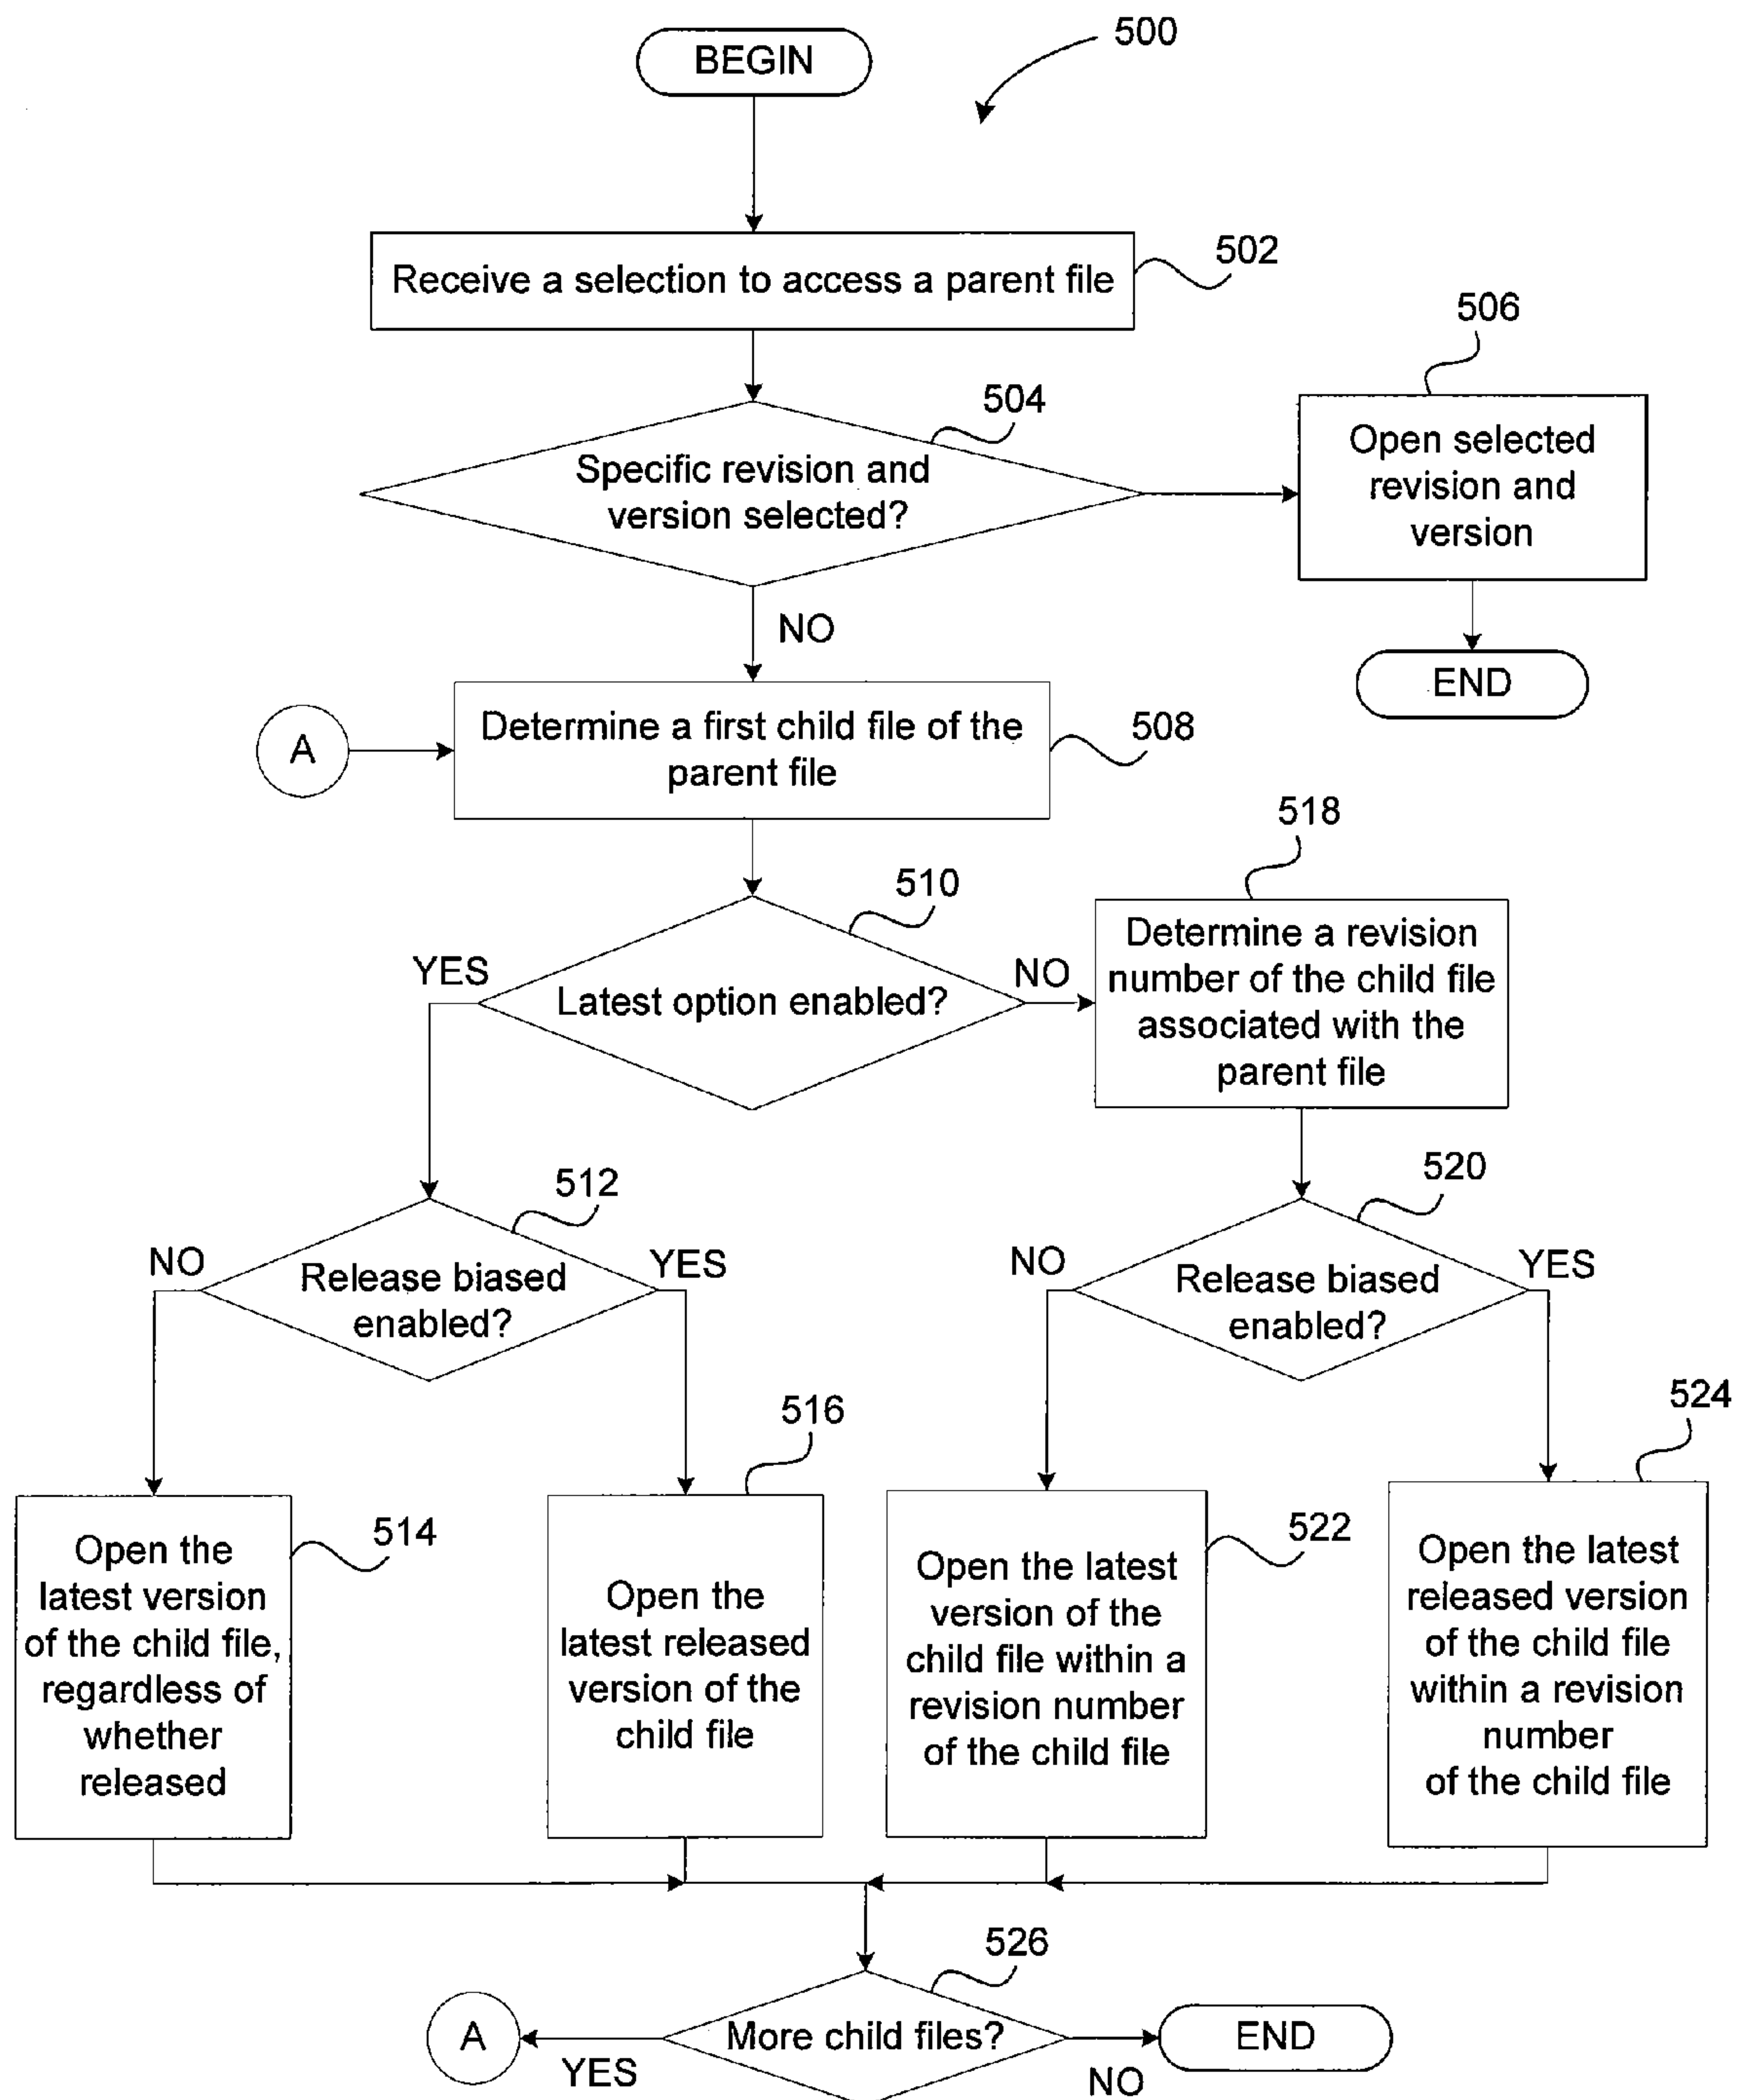 BEGIN
500
Receive a selection to access a parent file
502
504
Specific revision and
version selected?
506
Open selected
revision and
version
END
NO
A
Determine a first child file of the
parent file
508
510
YES
Latest option enabled?
NO
518
Determine a revision
number of the child file
associated with the
parent file
512
NO
Release biased
enabled?
YES
520
NO
Release biased
enabled?
YES
514
Open the
latest version
of the child file,
regardless of
whether
released
516
Open the
latest released
version of the
child file
522
Open the latest
version of the
child file within a
revision number
of the child file
524
Open the latest
released version
of the child file
within a revision
number
of the child file
526
A
YES
More child files?
NO
END